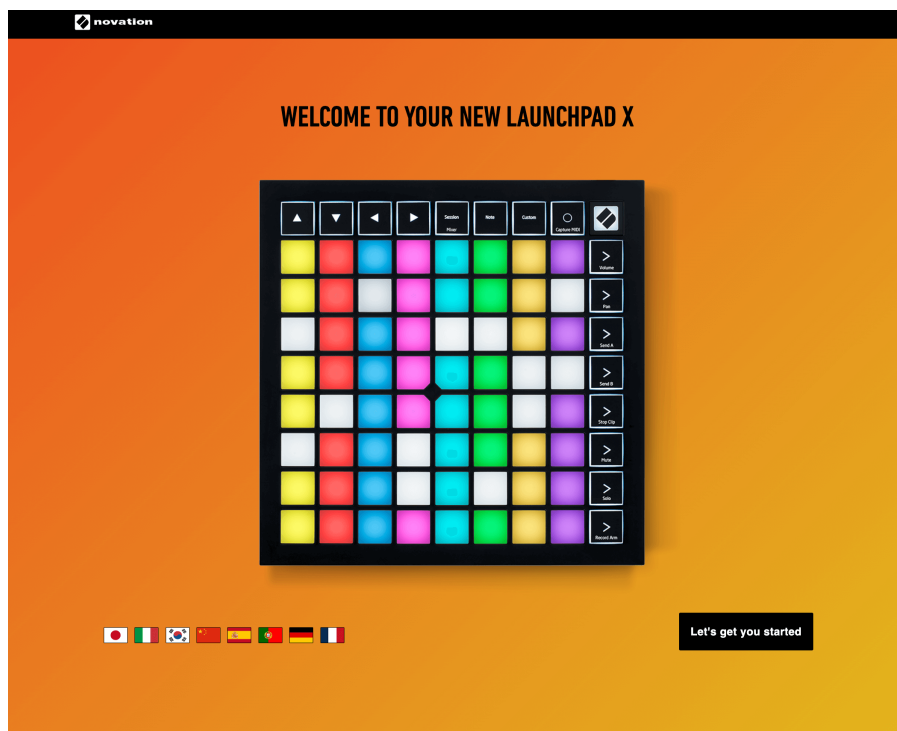 novation
WELCOME TO YOUR NEW LAUNCHPAD X
Session
Mixer
Note
Custom
Capture MIDI
Volume
Pan
Send A
Send B
Stop Clip
Mute
Solo
Record Arm
Let's get you started